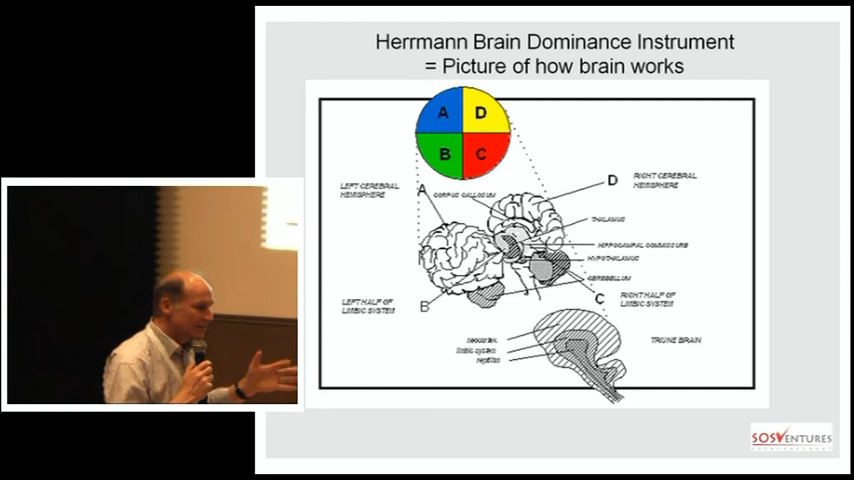 Herrmann Brain Dominance Instrument
= Picture of how brain works
A D
B C
LEFT CEREBRAL
HEMISPHERE
A
CORPUS CALLOSUM
D
RIGHT CEREBRAL
HEMISPHERE
THALAMUS
HIPPOCAMPAL COMMISSURE
HYPOTHALAMUS
CEREBELLUM
LEFT HALF OF
LIMBIC SYSTEM
B
C
RIGHT HALF OF
LIMBIC SYSTEM
neocortex
limbic system
reptilian
TRIUNE BRAIN
SOSVENTURES